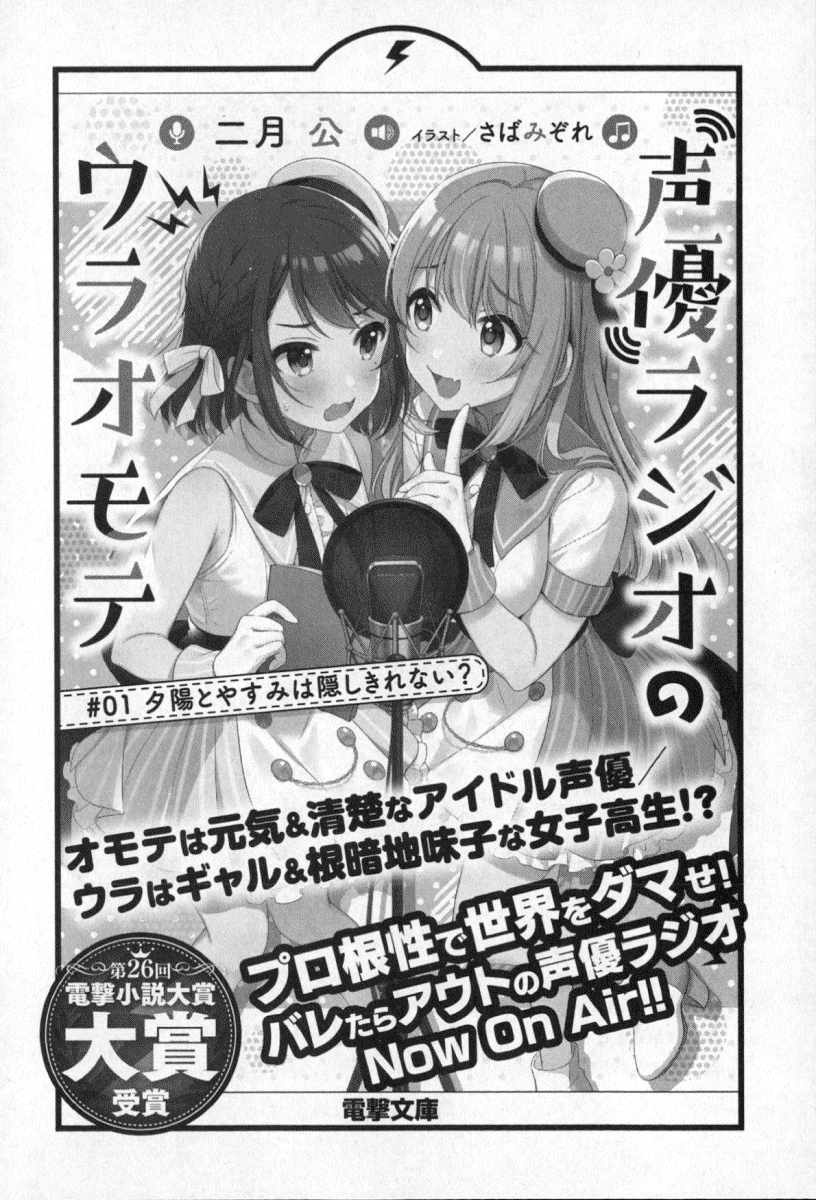 二月 公
イラスト／さばみぞれ
声優ラジオの
ウラオモテ
#01 夕陽とやすみは隠しきれない？
オモテは元気&清楚なアイドル声優／
ウラはギャル&根暗地味子な女子高生!?
プロ根性で世界をダマせ!
バレたらアウトの声優ラジオ
Now On Air!!
第26回
電撃小説大賞
大賞
受賞
電撃文庫